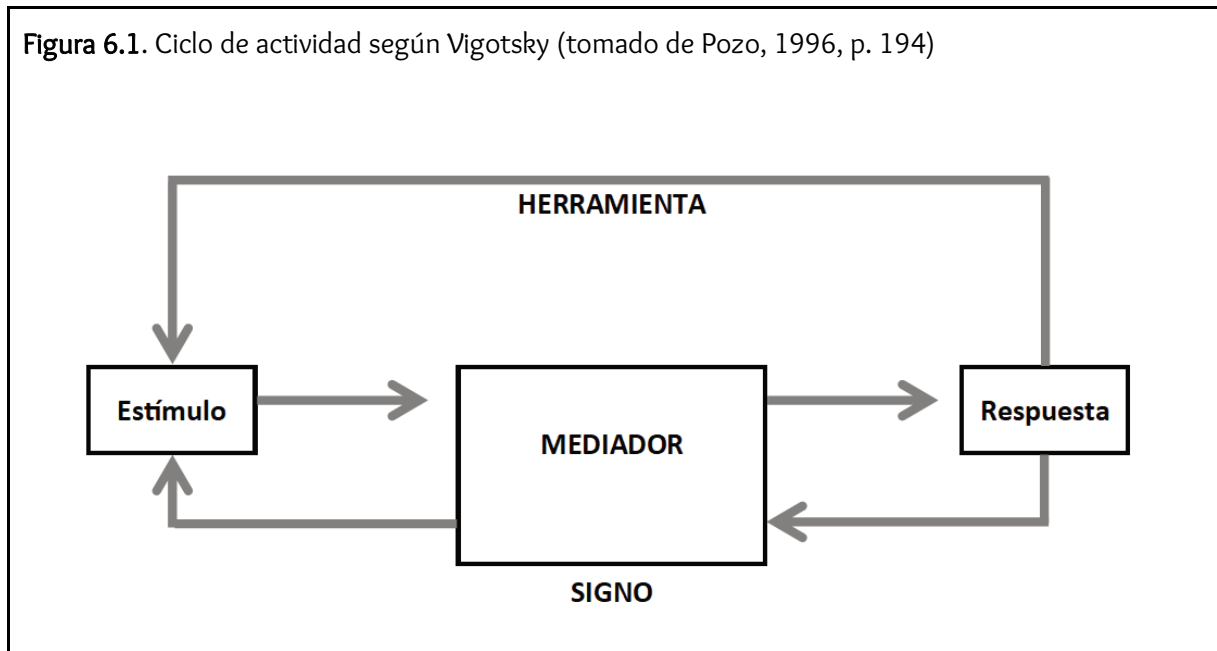 Figura 6.1. Ciclo de actividad según Vigotsky (tomado de Pozo, 1996, p. 194)
HERRAMIENTA
Estímulo
MEDIADOR
Respuesta
SIGNO